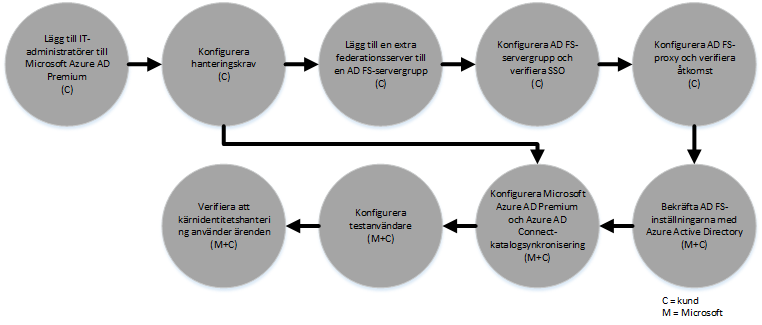 Lägg till IT-
administratörer till
Microsoft Azure AD
Premium
(C)
Konfigurera
hanteringskrav
(C)
Lägg till en extra
federationsserver till
en AD FS-servergrupp
(C)
Konfigurera AD FS-
servergrupp och
verifiera SSO
(C)
Konfigurera AD FS-
proxy och verifiera
åtkomst
(C)
Verifiera att
kärnidentitetshanteri
ng använder ärenden
(M+C)
Konfigurera
testanvändare
(M+C)
Konfigurera Microsoft
Azure AD Premium
och Azure AD
Connect-
katalogsynkronisering
(M+C)
Bekräfta AD FS-
inställningarna med
Azure Active Directory
(M+C)
C = kund
M = Microsoft